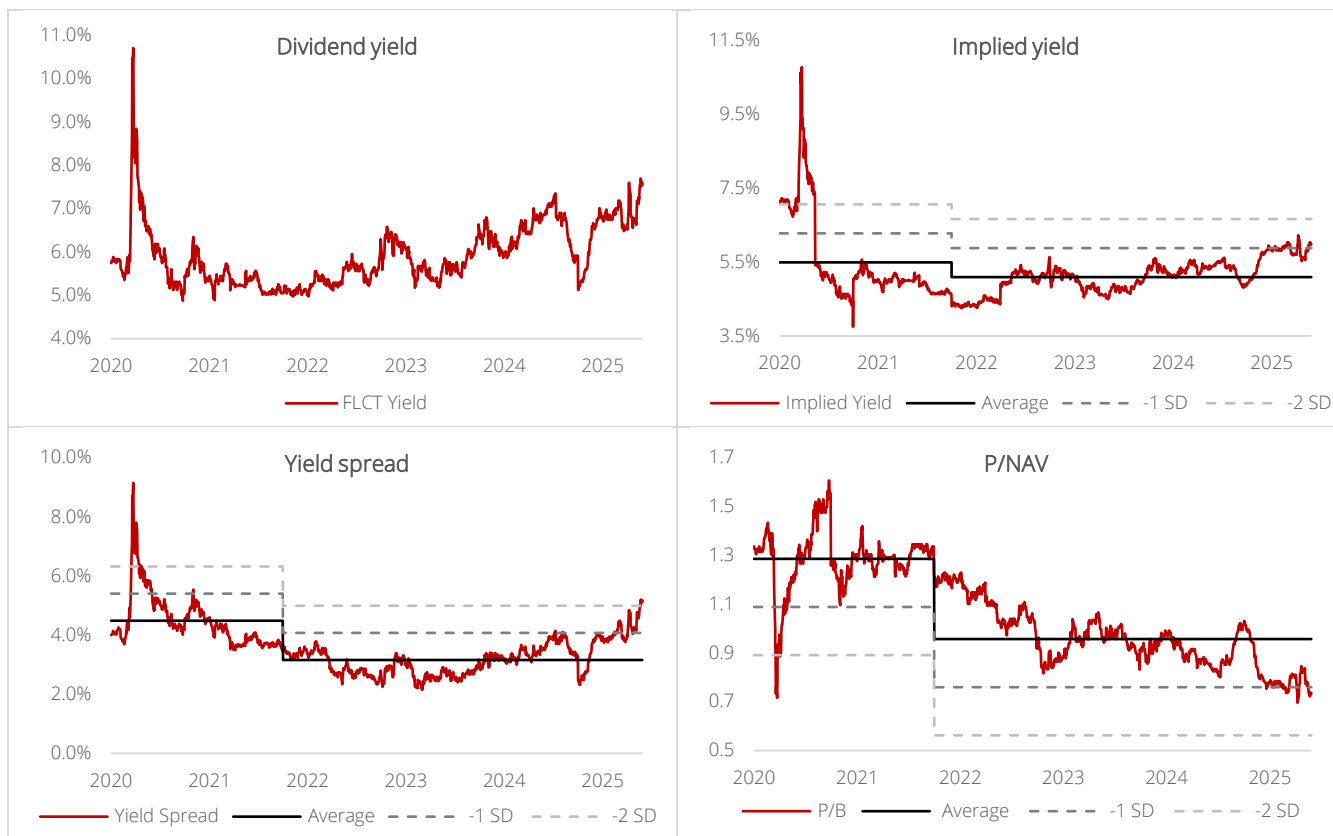 Dividend yield
11.0%
10.0%
9.0%
8.0%
7.0%
6.0%
5.0%
4.0%
2020 2021 2022 2023 2024 2025
FLCT Yield
Implied yield
11.5%
9.5%
7.5%
5.5%
3.5%
2020 2021 2022 2023 2024 2025
Implied Yield Average -1 SD -2 SD
Yield spread
10.0%
8.0%
6.0%
4.0%
2.0%
0.0%
2020 2021 2022 2023 2024 2025
Yield Spread Average -1 SD -2 SD
P/NAV
1.7
1.5
1.3
1.1
0.9
0.7
0.5
2020 2021 2022 2023 2024 2025
P/B Average -1 SD -2 SD